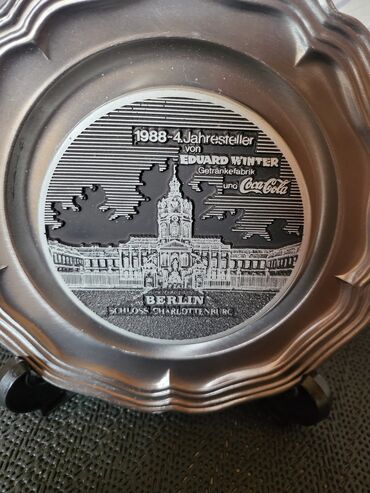 1988-4.Jahresteller
von
EDUARD WINTER
Getränkefabrik
und Coca-Cola
BERLIN
SCHLOSS CHARLOTTENBURG